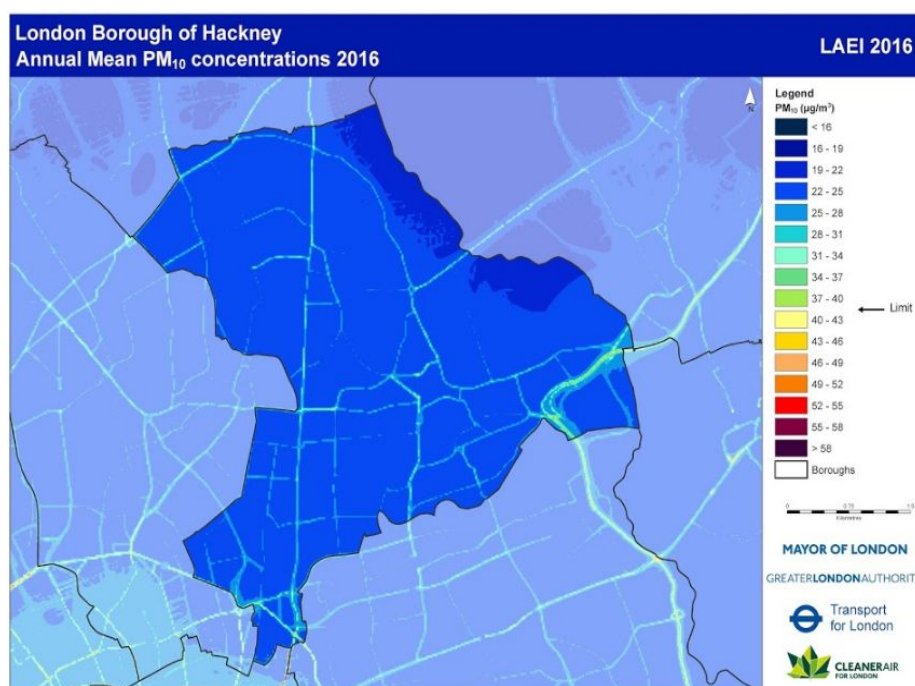 London Borough of Hackney
Annual Mean PM₁₀ concentrations 2016
LAEI 2016
N
Legend
PM₁₀ (µg/m³)
< 16
16 - 19
19 - 22
22 - 25
25 - 28
28 - 31
31 - 34
34 - 37
37 - 40
40 - 43
43 - 46
46 - 49
49 - 52
52 - 55
55 - 58
> 58
Boroughs
Limit
Kilometres
MAYOR OF LONDON
GREATERLONDONAUTHORIT
Transport
for London
CLEANERAIR
FOR LONDON